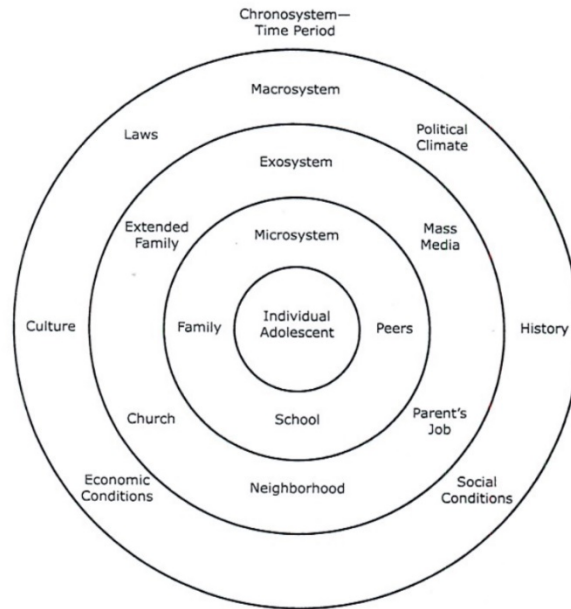 Chronosystem—
Time Period
Macrosystem
Laws
Political
Climate
Exosystem
Extended
Family
Mass
Media
Microsystem
Individual
Adolescent
Culture
Family
Peers
History
Church
School
Parent's
Job
Economic
Conditions
Neighborhood
Social
Conditions